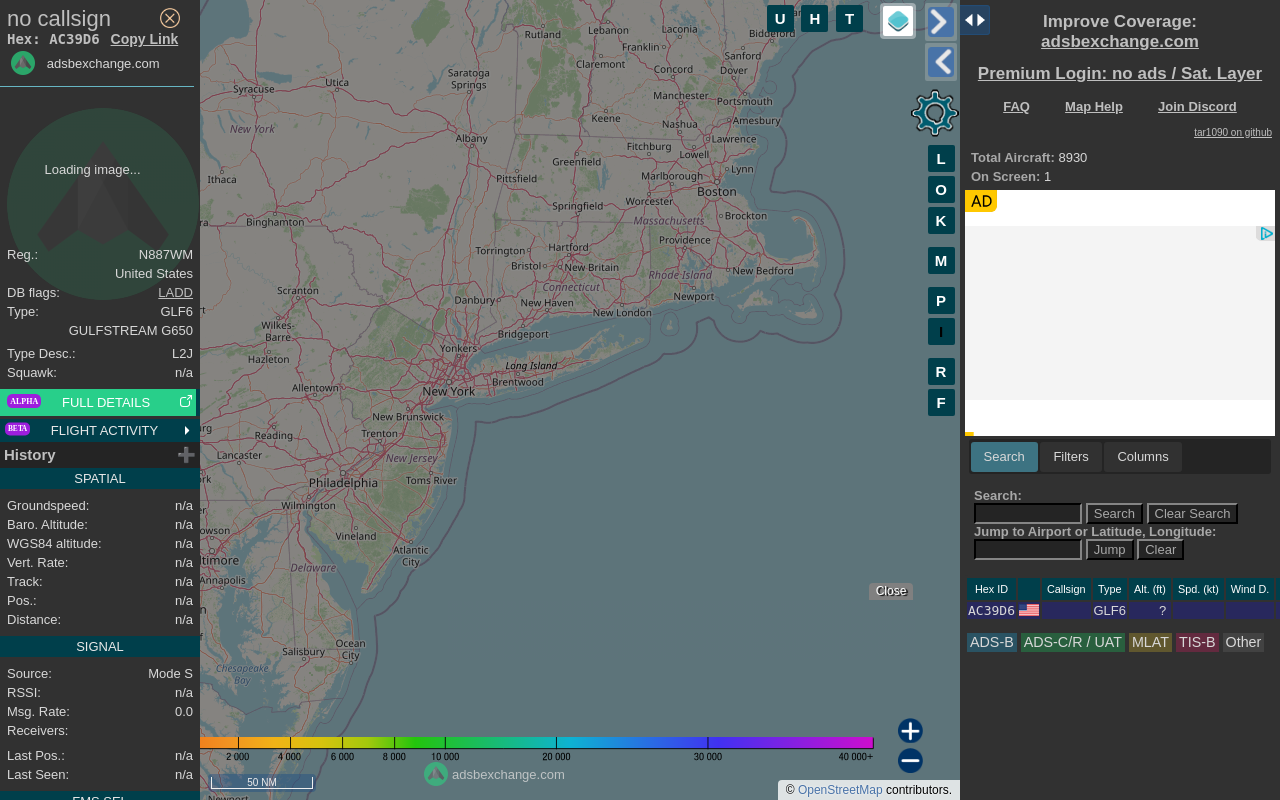 no callsign
Hex: AC39D6 Copy Link
adsbexchange.com
Loading image...
Reg.: N887WM
United States
DB flags: LADD
Type: GLF6
GULFSTREAM G650
Type Desc.: L2J
Squawk: n/a
ALPHA FULL DETAILS
BETA FLIGHT ACTIVITY
History
SPATIAL
Groundspeed: n/a
Baro. Altitude: n/a
WGS84 altitude: n/a
Vert. Rate: n/a
Track: n/a
Pos.: n/a
Distance: n/a
SIGNAL
Source: Mode S
RSSI: n/a
Msg. Rate: 0.0
Receivers:
Last Pos.: n/a
Last Seen: n/a
FMS SEL
U H T
L
O
K
M
P
I
R
F
Rutland
Lebanon
Laconia
Biddeford
Franklin
Sanford
Claremont
Concord
Dover
Saratoga
Springs
Utica
Syracuse
Manchester
Portsmouth
Keene
Nashua
Amesbury
New York
Albany
Fitchburg
Lawrence
Greenfield
Lowell
Lynn
Ithaca
Pittsfield
Marlborough
Boston
Springfield
Worcester
Binghamton
Massachusetts
Brockton
Torrington
Hartford
Providence
Bristol
New Britain
Rhode Island
New Bedford
Connecticut
Scranton
Danbury
New Haven
Newport
New London
Wilkes-
Barre
Bridgeport
Hazleton
Yonkers
Long Island
Brentwood
Allentown
New York
New Brunswick
Reading
Trenton
Lancaster
New Jersey
Philadelphia
Toms River
Wilmington
Vineland
Atlantic
City
Delaware
Annapolis
Ocean
City
Salisbury
Chesapeake
Bay
Newport
Close
2 000 4 000 6 000 8 000 10 000 20 000 30 000 40 000+
50 NM
adsbexchange.com
© OpenStreetMap contributors.
Improve Coverage:
adsbexchange.com
Premium Login: no ads / Sat. Layer
FAQ Map Help Join Discord
tar1090 on github
Total Aircraft: 8930
On Screen: 1
AD
Search Filters Columns
Search:
Search Clear Search
Jump to Airport or Latitude, Longitude:
Jump Clear
Hex ID Callsign Type Alt. (ft) Spd. (kt) Wind D.
AC39D6 GLF6 ?
ADS-B ADS-C/R / UAT MLAT TIS-B Other